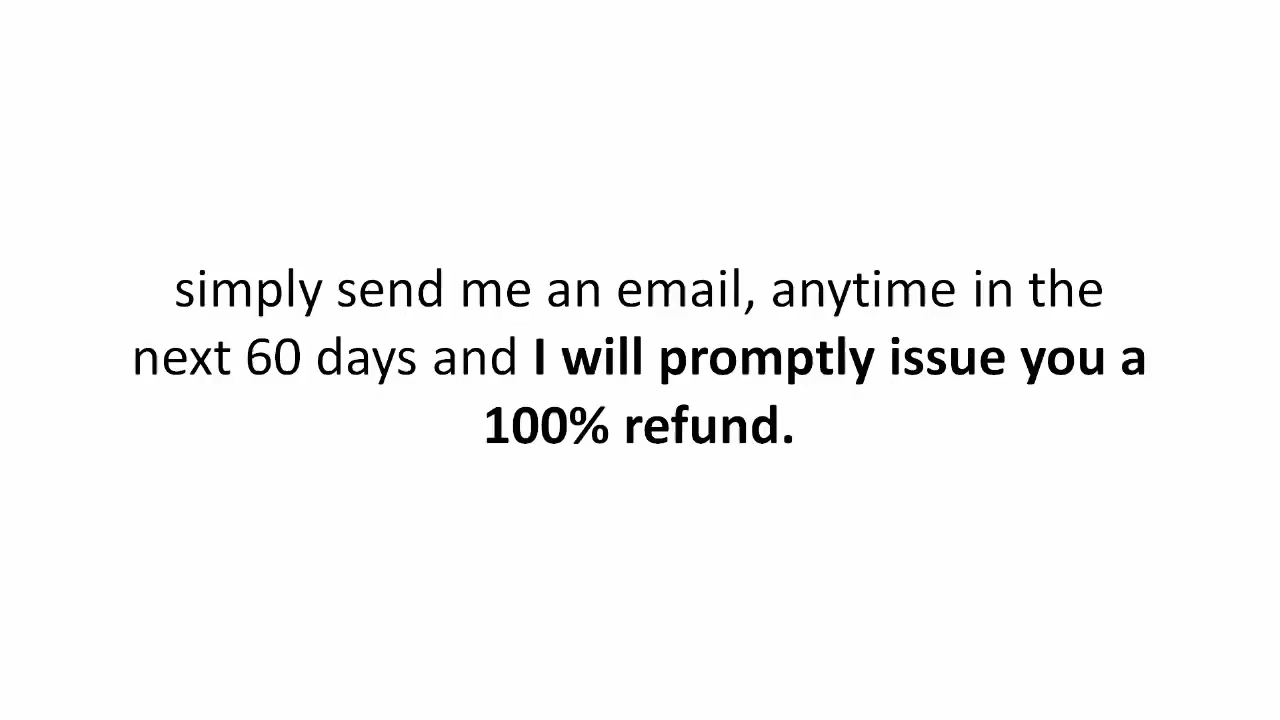 simply send me an email, anytime in the
next 60 days and I will promptly issue you a
100% refund.